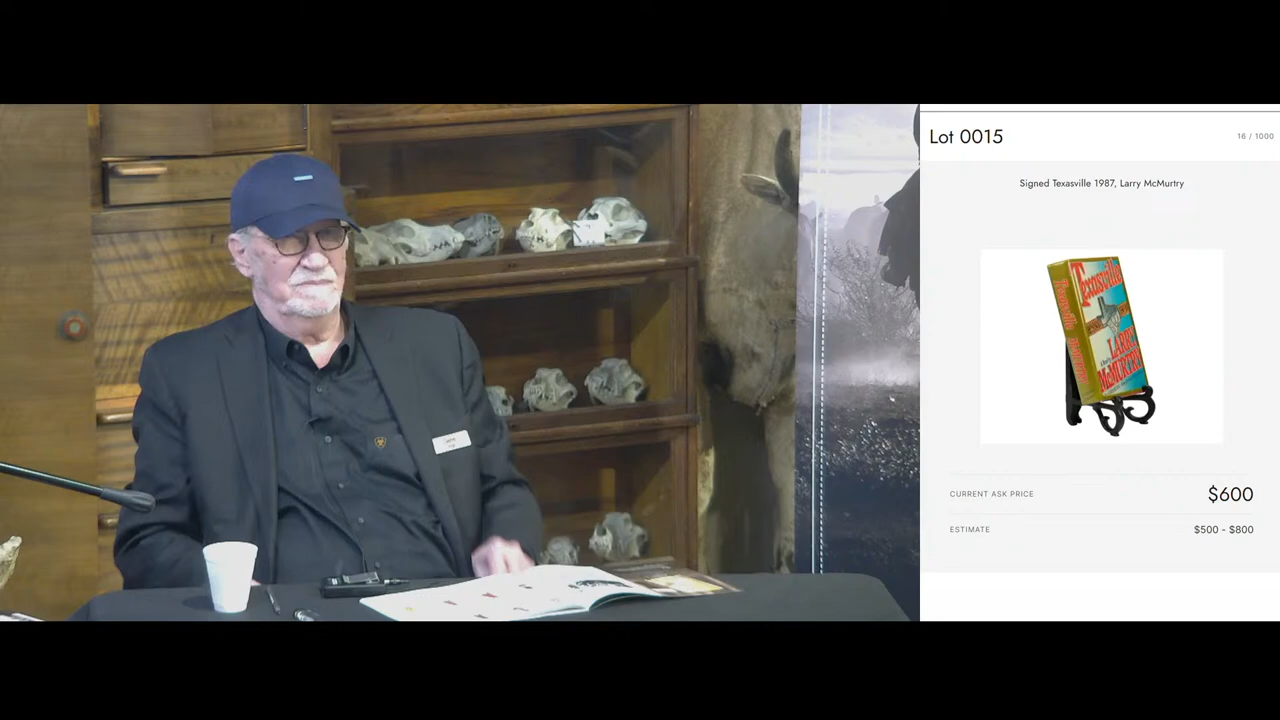 Lot 0015
16 / 1000
Signed Texasville 1987, Larry McMurtry
Texasville
LARRY
McMURTRY
CURRENT ASK PRICE
$600
ESTIMATE
$500 - $800